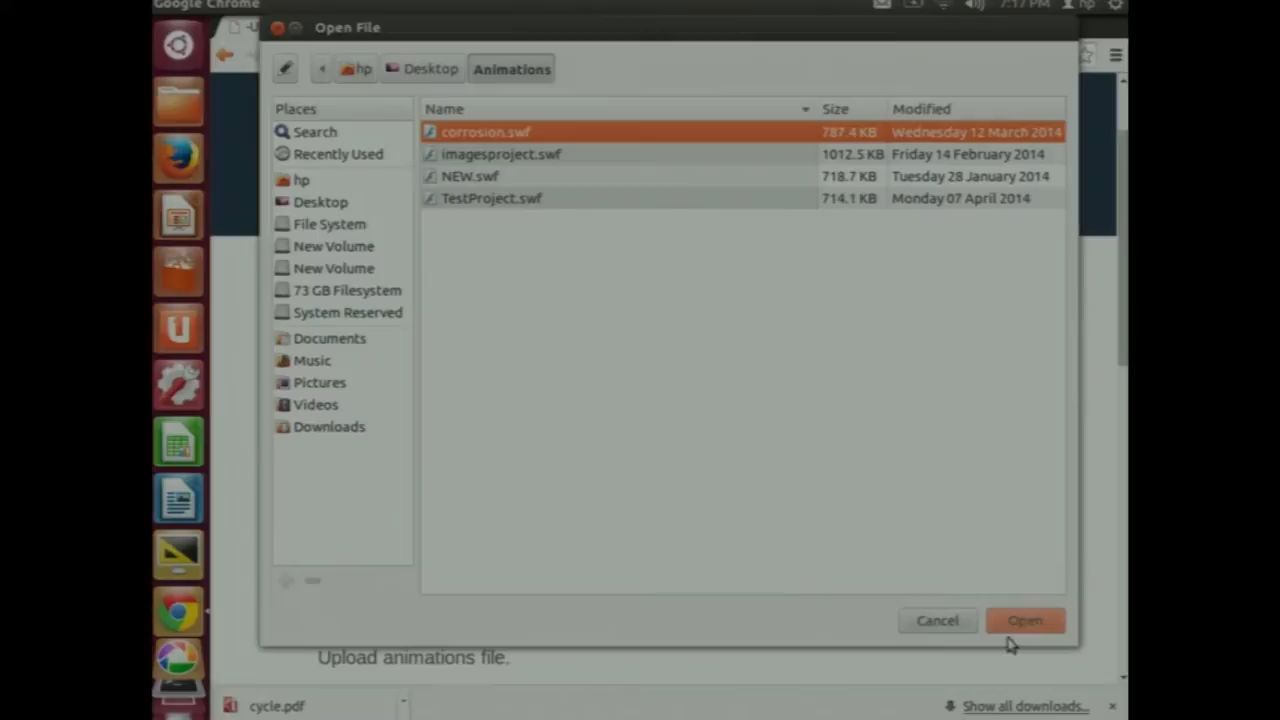 Google Chrome 7:17 PM hp
Open File
hp Desktop Animations
Places
Search
Recently Used
hp
Desktop
File System
New Volume
New Volume
73 GB Filesystem
System Reserved
Documents
Music
Pictures
Videos
Downloads
Name Size Modified
corrosion.swf 787.4 KB Wednesday 12 March 2014
imagesproject.swf 1012.5 KB Friday 14 February 2014
NEW.swf 718.7 KB Tuesday 28 January 2014
TestProject.swf 714.1 KB Monday 07 April 2014
Cancel Open
Upload animations file.
cycle.pdf Show all downloads...